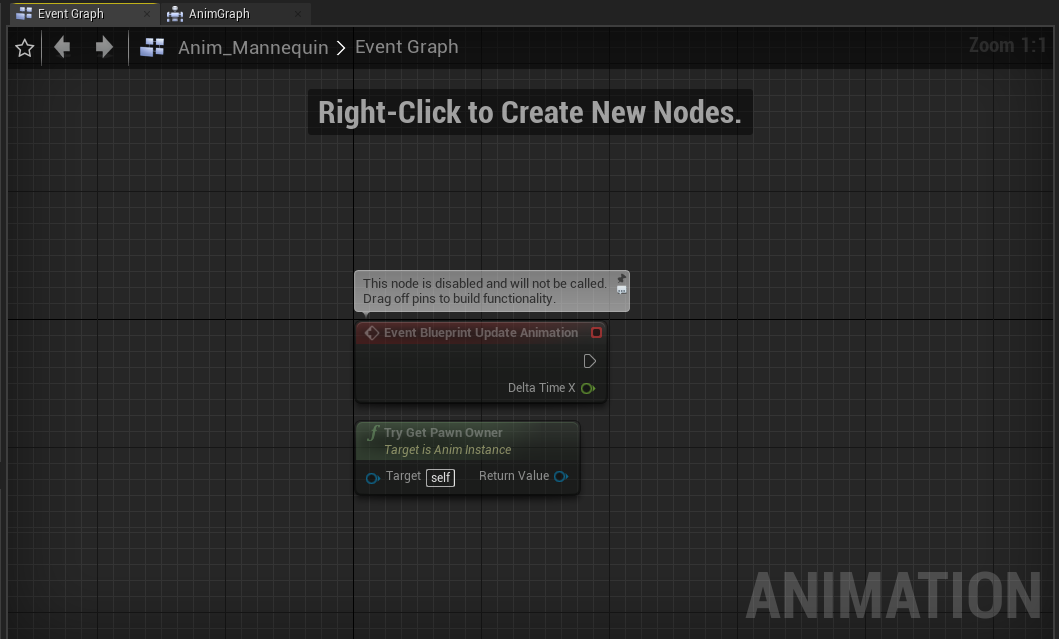 Event Graph
AnimGraph
Anim_Mannequin > Event Graph
Zoom 1:1
Right-Click to Create New Nodes.
This node is disabled and will not be called.
Drag off pins to build functionality.
Event Blueprint Update Animation
Delta Time X
f Try Get Pawn Owner
Target is Anim Instance
Target self Return Value
ANIMATION